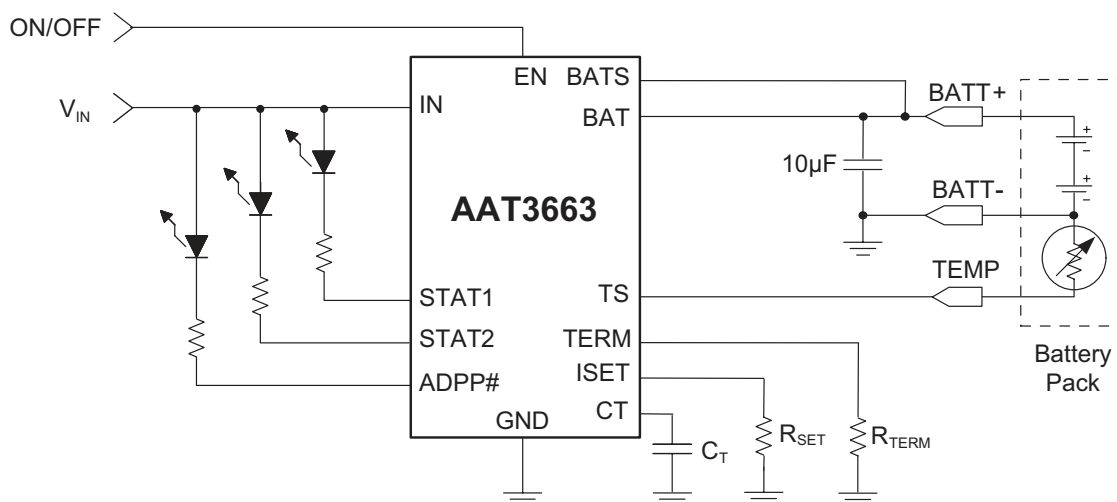 ON/OFF
EN
BATS
BATT+
V_IN
IN
BAT
+
−
10µF
+
−
BATT-
AAT3663
TEMP
STAT1
TS
STAT2
TERM
Battery
Pack
ISET
ADPP#
CT
GND
C_T
R_SET
R_TERM